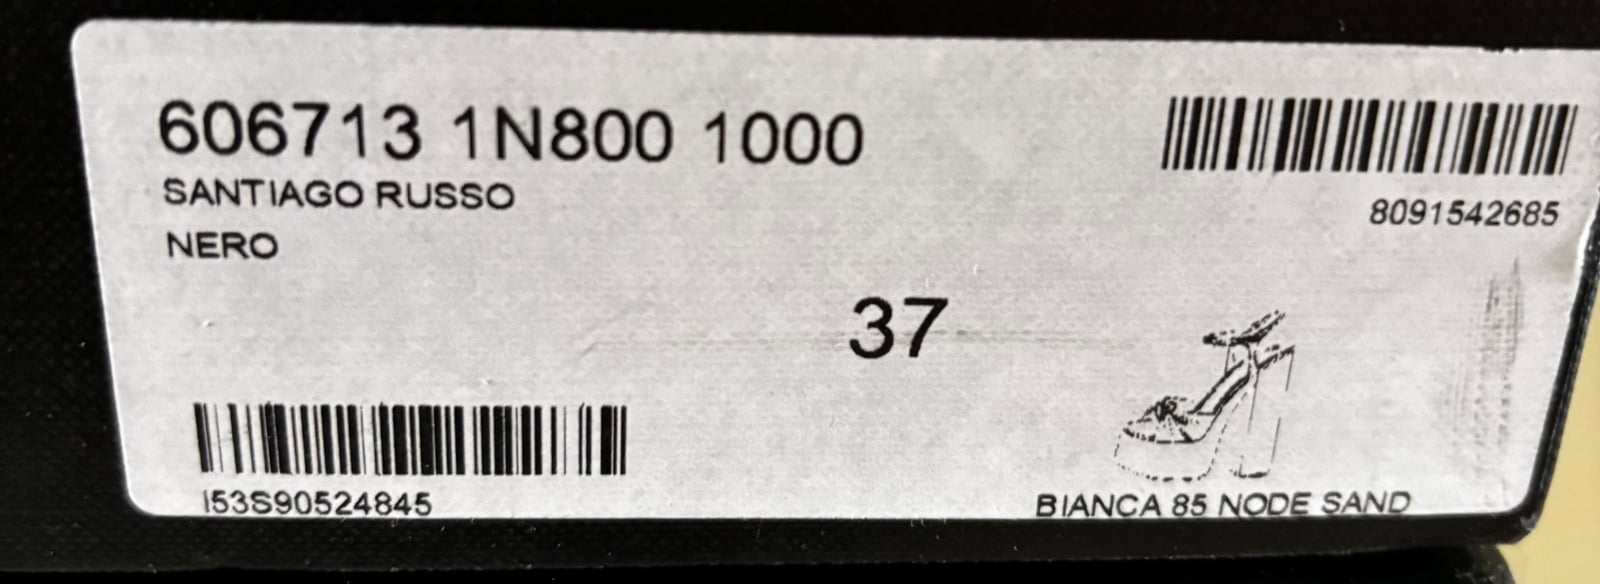 606713 1N800 1000
SANTIAGO RUSSO
NERO
8091542685
37
I53S90524845
BIANCA 85 NODE SAND